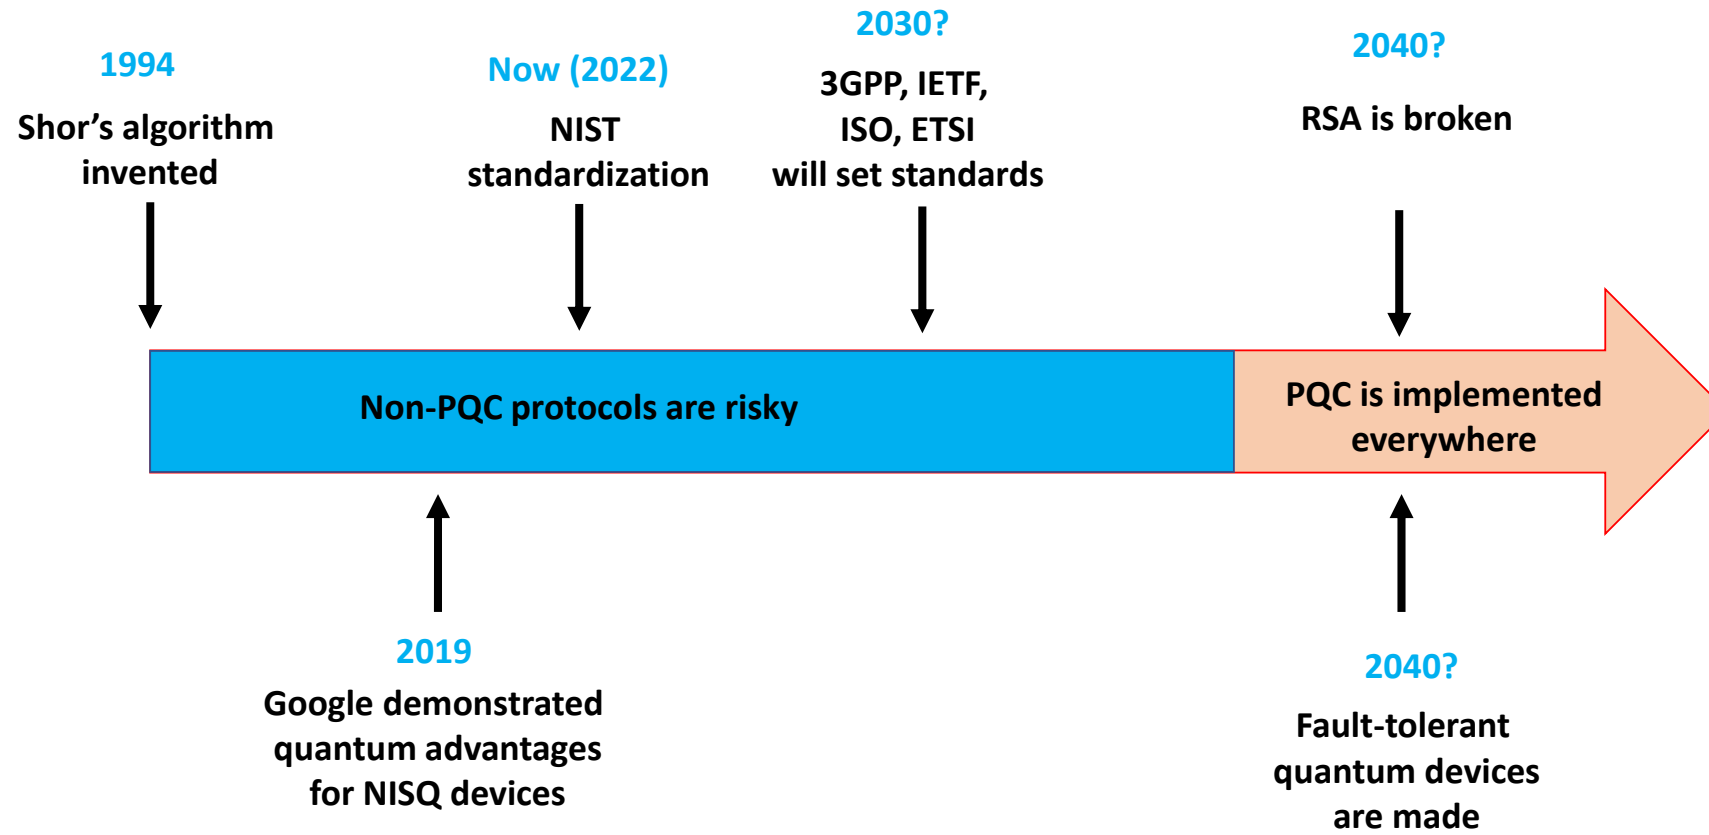 1994
Shor’s algorithm
invented
Now (2022)
NIST
standardization
2030?
3GPP, IETF,
ISO, ETSI
will set standards
2040?
RSA is broken
Non-PQC protocols are risky
PQC is implemented
everywhere
2019
Google demonstrated
quantum advantages
for NISQ devices
2040?
Fault-tolerant
quantum devices
are made